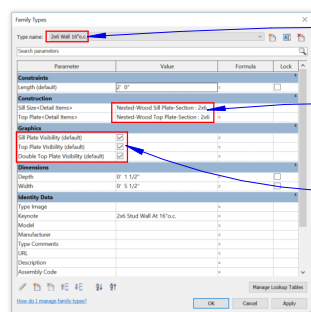 Family Types
Type name: 2x6 Wall 16"o.c.
Search parameters
Parameter Value Formula Lock
Constraints
Length (default) 2' 0" =
Construction
Sill Size<Detail Items> Nested-Wood Sill Plate-Section : 2x6 =
Top Plate<Detail Items> Nested-Wood Top Plate-Section : 2x6 =
Graphics
Sill Plate Visibility (default) =
Top Plate Visibility (default) =
Double Top Plate Visibility (default) =
Dimensions
Depth 0' 1 1/2" =
Width 0' 5 1/2" =
Identity Data
Type Image =
Keynote 2x6 Stud Wall At 16"o.c. =
Model =
Manufacturer =
Type Comments =
URL =
Description =
Assembly Code =
Manage Lookup Tables
How do I manage family types?
OK Cancel Apply